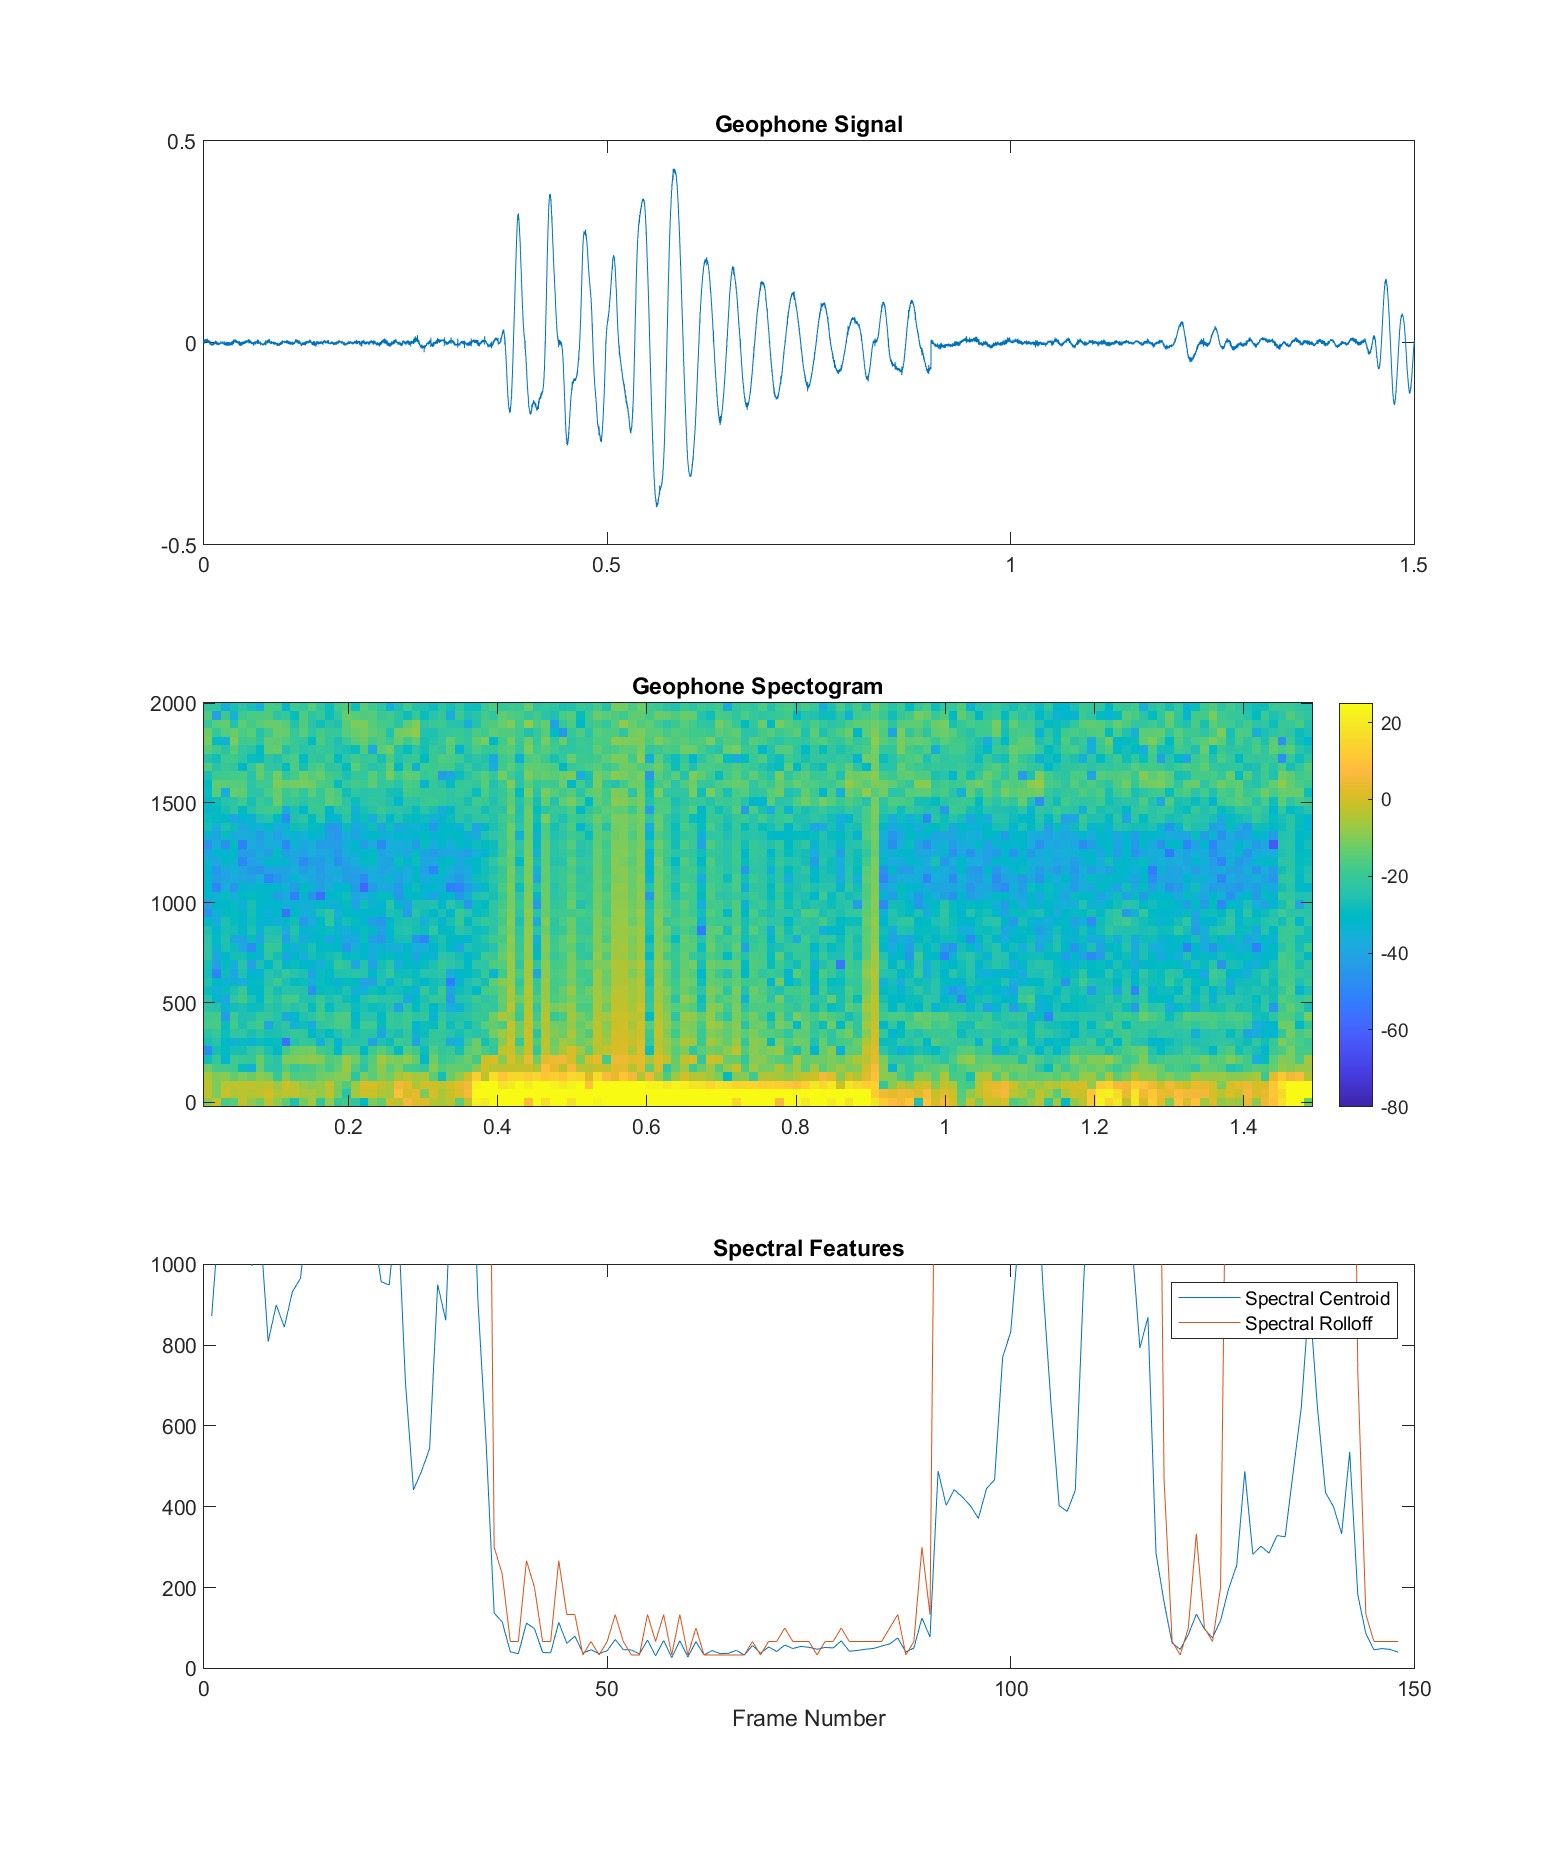 Geophone Signal
0.5
0
-0.5
0 0.5 1 1.5
Geophone Spectogram
2000
1500
1000
500
0
20
0
-20
-40
-60
-80
0.2 0.4 0.6 0.8 1 1.2 1.4
Spectral Features
1000
800
600
400
200
0
Spectral Centroid
Spectral Rolloff
0 50 100 150
Frame Number